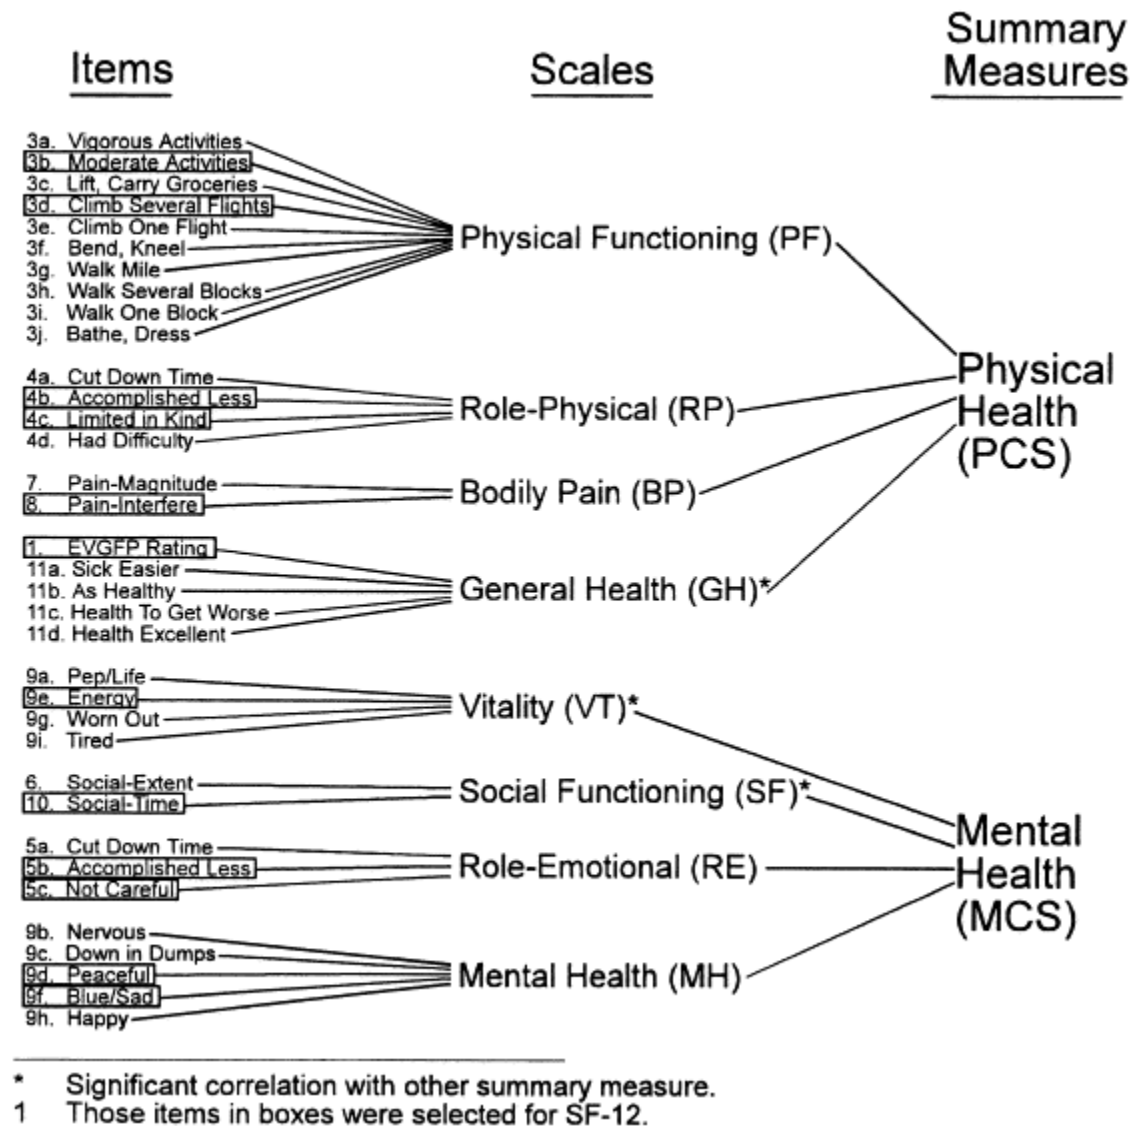 Items
Scales
Summary
Measures
3a. Vigorous Activities
3b. Moderate Activities
3c. Lift, Carry Groceries
3d. Climb Several Flights
3e. Climb One Flight
3f. Bend, Kneel
3g. Walk Mile
3h. Walk Several Blocks
3i. Walk One Block
3j. Bathe, Dress
Physical Functioning (PF)
4a. Cut Down Time
4b. Accomplished Less
4c. Limited in Kind
4d. Had Difficulty
Role-Physical (RP)
7. Pain-Magnitude
8. Pain-Interfere
Bodily Pain (BP)
1. EVGFP Rating
11a. Sick Easier
11b. As Healthy
11c. Health To Get Worse
11d. Health Excellent
General Health (GH)*
Physical
Health
(PCS)
9a. Pep/Life
9e. Energy
9g. Worn Out
9i. Tired
Vitality (VT)*
6. Social-Extent
10. Social-Time
Social Functioning (SF)*
5a. Cut Down Time
5b. Accomplished Less
5c. Not Careful
Role-Emotional (RE)
9b. Nervous
9c. Down in Dumps
9d. Peaceful
9f. Blue/Sad
9h. Happy
Mental Health (MH)
Mental
Health
(MCS)
* Significant correlation with other summary measure.
1 Those items in boxes were selected for SF-12.